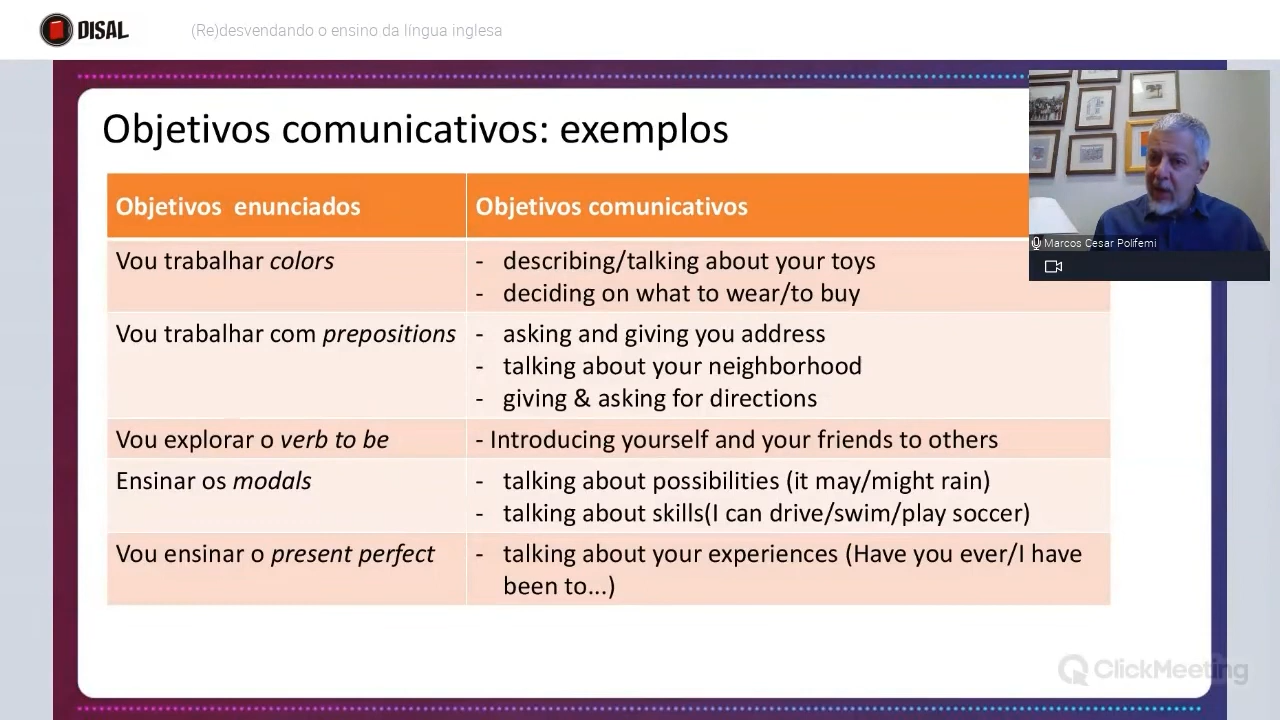 DISAL
(Re)desvendando o ensino da língua inglesa
Objetivos comunicativos: exemplos
Objetivos enunciados
Objetivos comunicativos
Vou trabalhar colors
- describing/talking about your toys
- deciding on what to wear/to buy
Vou trabalhar com prepositions
- asking and giving you address
- talking about your neighborhood
- giving & asking for directions
Vou explorar o verb to be
- Introducing yourself and your friends to others
Ensinar os modals
- talking about possibilities (it may/might rain)
- talking about skills(I can drive/swim/play soccer)
Vou ensinar o present perfect
- talking about your experiences (Have you ever/I have
been to...)
Marcos Cesar Polifemi
ClickMeeting